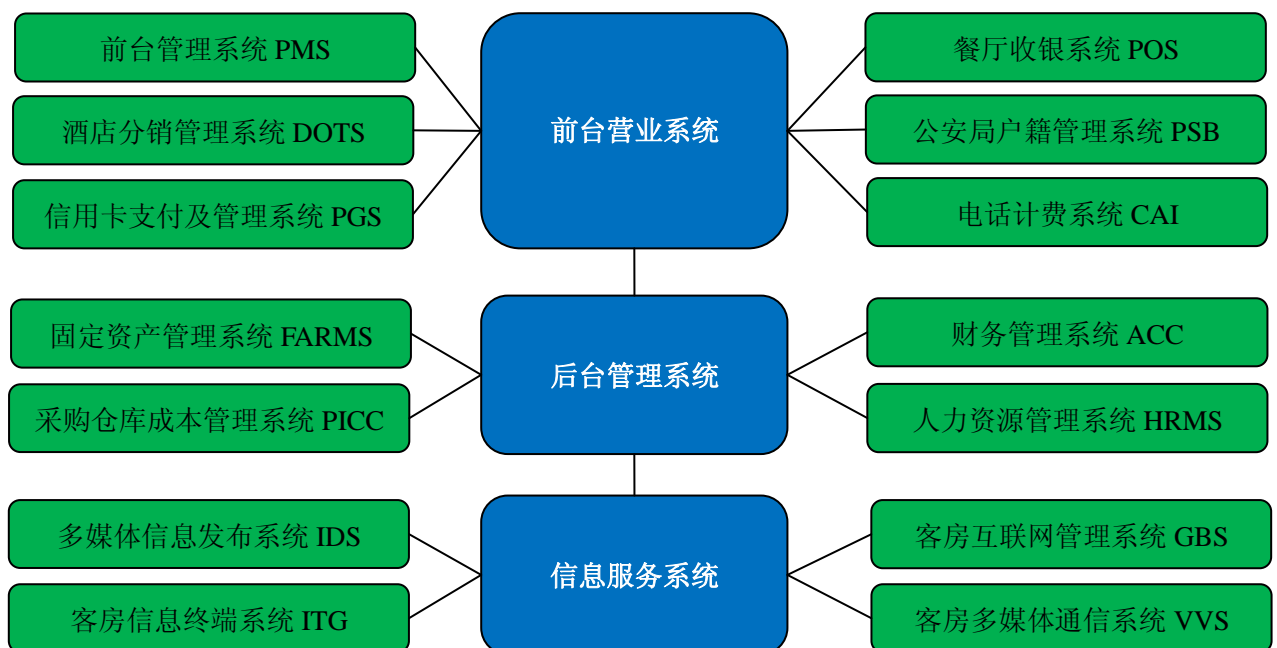 前台管理系统 PMS
酒店分销管理系统 DOTS
信用卡支付及管理系统 PGS
前台营业系统
餐厅收银系统 POS
公安局户籍管理系统 PSB
电话计费系统 CAI
固定资产管理系统 FARMS
采购仓库成本管理系统 PICC
后台管理系统
财务管理系统 ACC
人力资源管理系统 HRMS
多媒体信息发布系统 IDS
客房信息终端系统 ITG
信息服务系统
客房互联网管理系统 GBS
客房多媒体通信系统 VVS